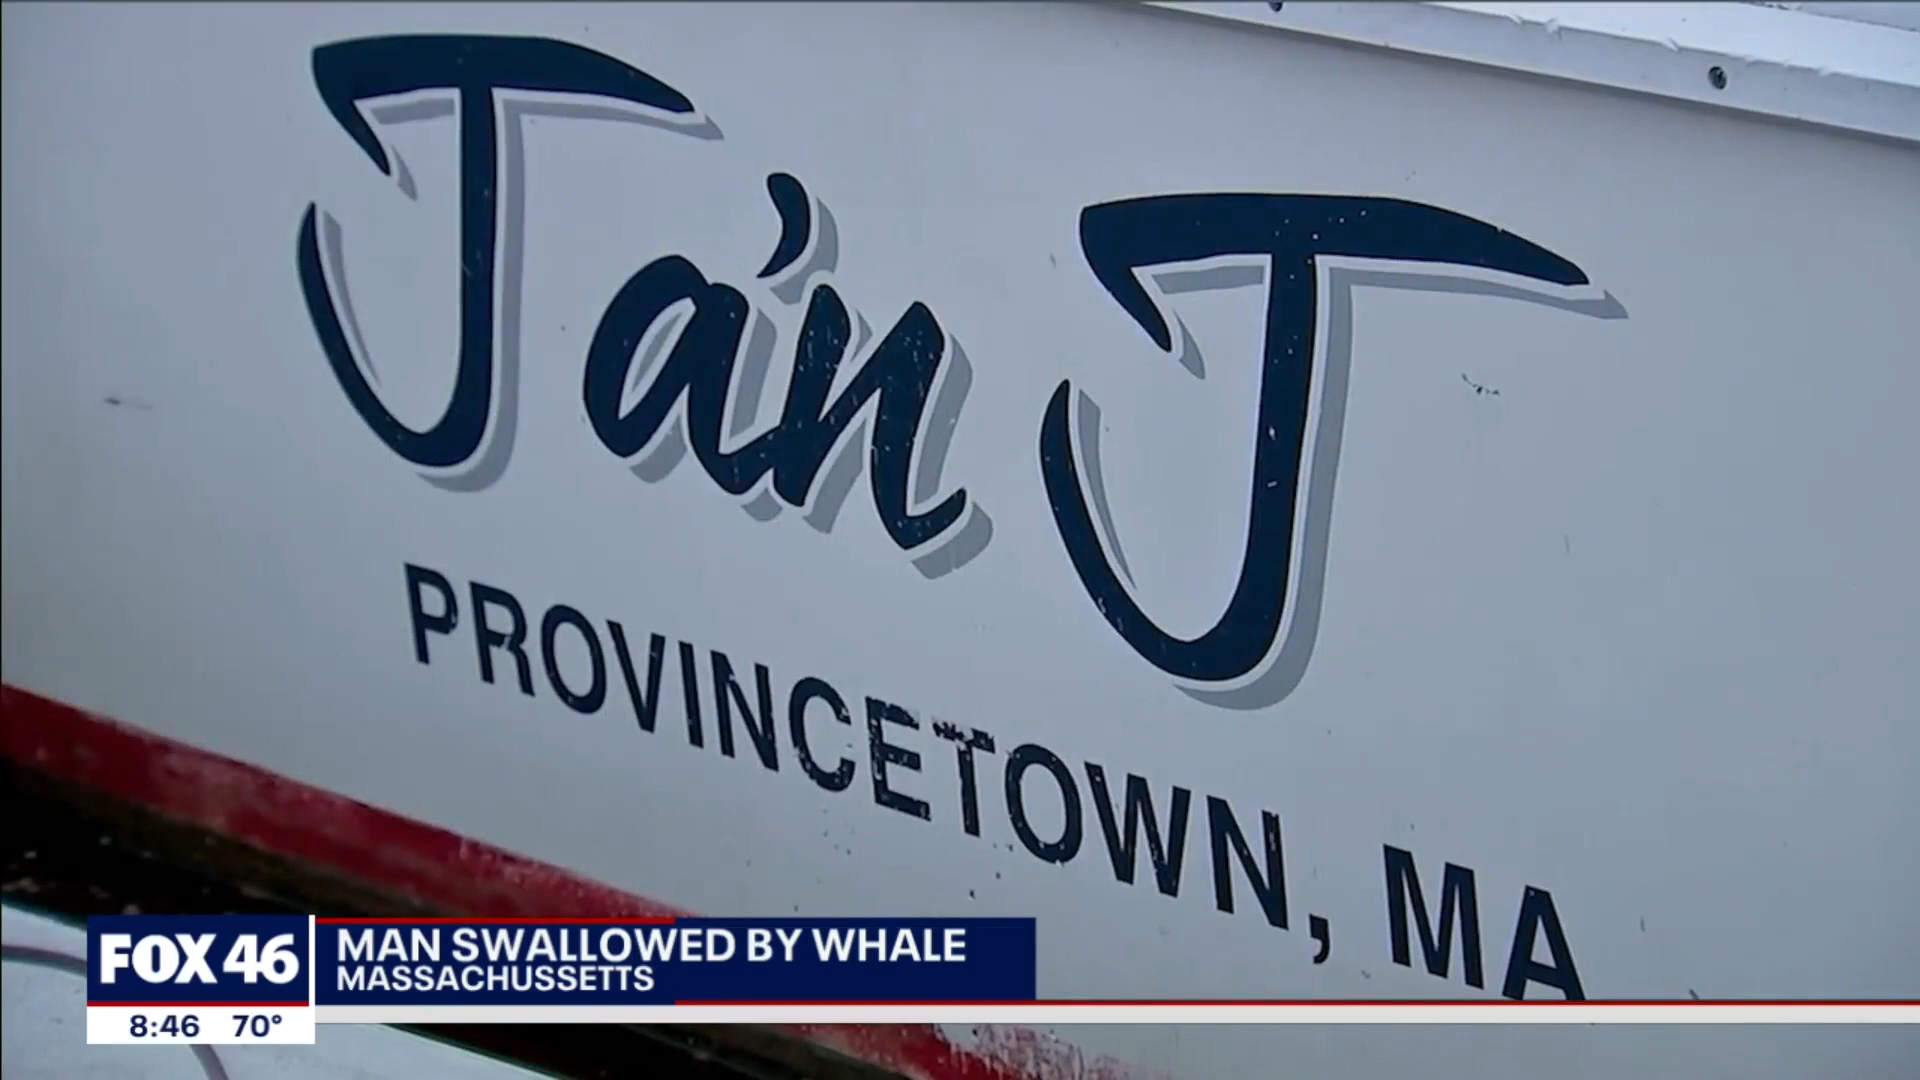 Ja'n J
PROVINCETOWN, MA
FOX 46
MAN SWALLOWED BY WHALE
MASSACHUSSETTS
8:46 70°